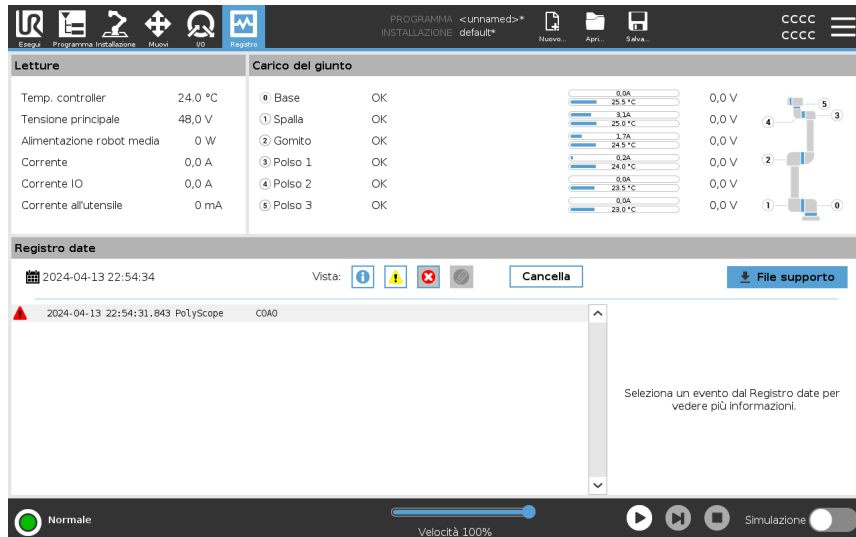 UR
PROGRAMMA <unnamed>*
INSTALLAZIONE default*
Esegui Programma Installazione Muovi I/O Registro
Nuovo... Apri... Salva...
CCCC
CCCC
Letture
Temp. controller 24.0 °C
Tensione principale 48,0 V
Alimentazione robot media 0 W
Corrente 0,0 A
Corrente IO 0,0 A
Corrente all'utensile 0 mA
Carico del giunto
0 Base OK 0,0A 25.5 °C 0,0 V
1 Spalla OK 3,1A 25.0 °C 0,0 V
2 Gomito OK 1,7A 24.5 °C 0,0 V
3 Polso 1 OK 0,2A 24.0 °C 0,0 V
4 Polso 2 OK 0,0A 23.5 °C 0,0 V
5 Polso 3 OK 0,0A 23.0 °C 0,0 V
5
4 3
2
1 0
Registro date
2024-04-13 22:54:34 Vista: Cancella File supporto
2024-04-13 22:54:31.843 PolyScope C0A0
Seleziona un evento dal Registro date per
vedere più informazioni.
Normale
Velocità 100%
Simulazione